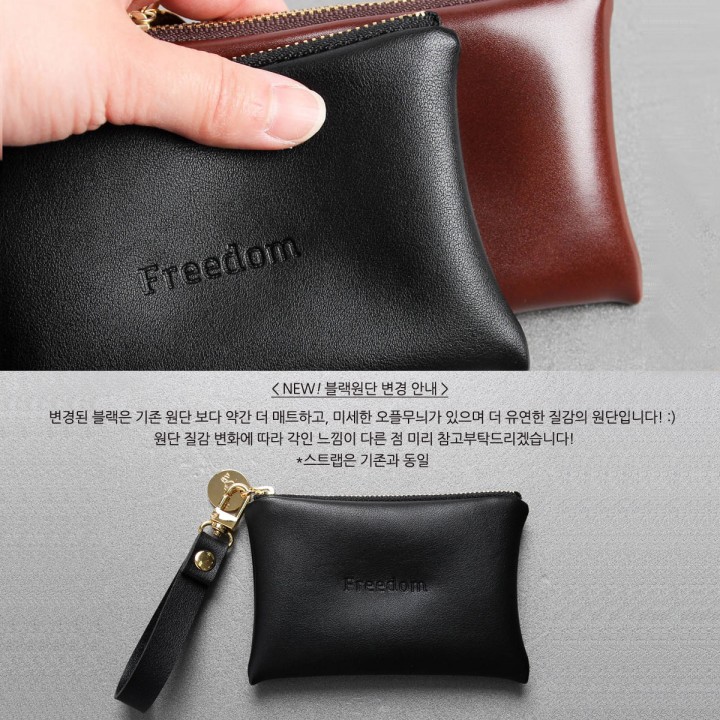 Freedom
< NEW! 블랙원단 변경 안내 >
변경된 블랙은 기존 원단 보다 약간 더 매트하고, 미세한 오플무늬가 있으며 더 유연한 질감의 원단입니다! :)
원단 질감 변화에 따라 각인 느낌이 다른 점 미리 참고부탁드리겠습니다!
*스트랩은 기존과 동일
Freedom